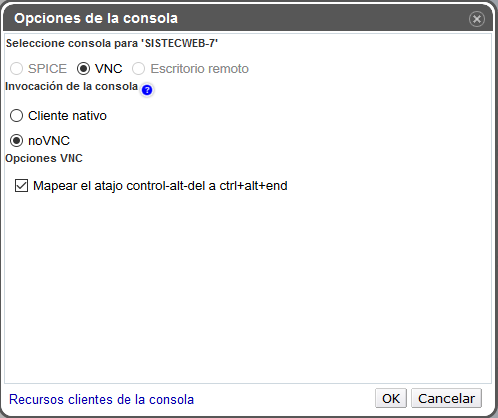 Opciones de la consola
Seleccione consola para 'SISTECWEB-7'
SPICE VNC Escritorio remoto
Invocación de la consola ?
Cliente nativo
noVNC
Opciones VNC
Mapear el atajo control-alt-del a ctrl+alt+end
Recursos clientes de la consola OK Cancelar